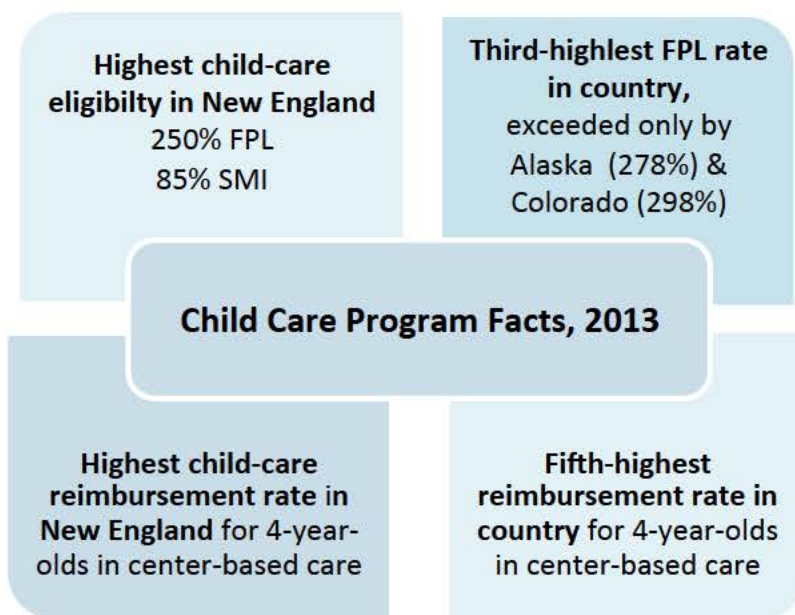 Highest child-care
eligibilty in New England
250% FPL
85% SMI
Third-highlest FPL rate
in country,
exceeded only by
Alaska (278%) &
Colorado (298%)
Child Care Program Facts, 2013
Highest child-care
reimbursement rate in
New England for 4-year-
olds in center-based care
Fifth-highest
reimbursement rate in
country for 4-year-olds
in center-based care